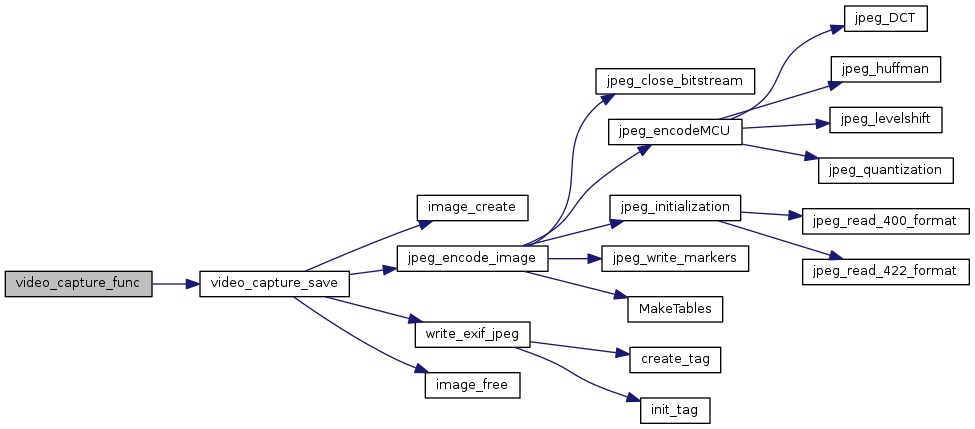 video_capture_func
video_capture_save
image_create
jpeg_encode_image
write_exif_jpeg
image_free
jpeg_close_bitstream
jpeg_encodeMCU
jpeg_initialization
jpeg_write_markers
MakeTables
create_tag
init_tag
jpeg_DCT
jpeg_huffman
jpeg_levelshift
jpeg_quantization
jpeg_read_400_format
jpeg_read_422_format